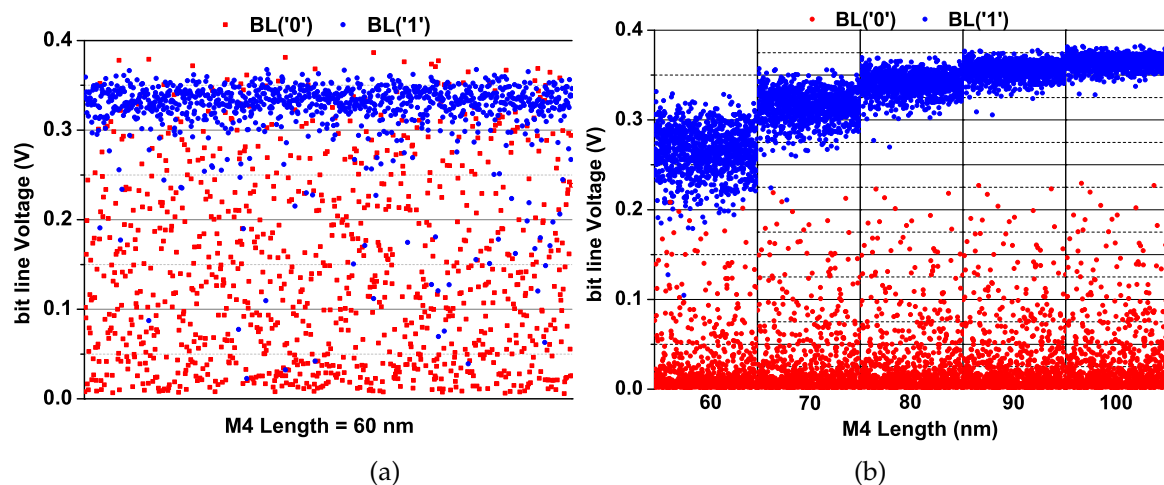 BL('0') BL('1')
0.4
0.3
0.2
0.1
0.0
bit line Voltage (V)
M4 Length = 60 nm
(a)
BL('0') BL('1')
0.4
0.3
0.2
0.1
0.0
bit line Voltage (V)
60 70 80 90 100
M4 Length (nm)
(b)